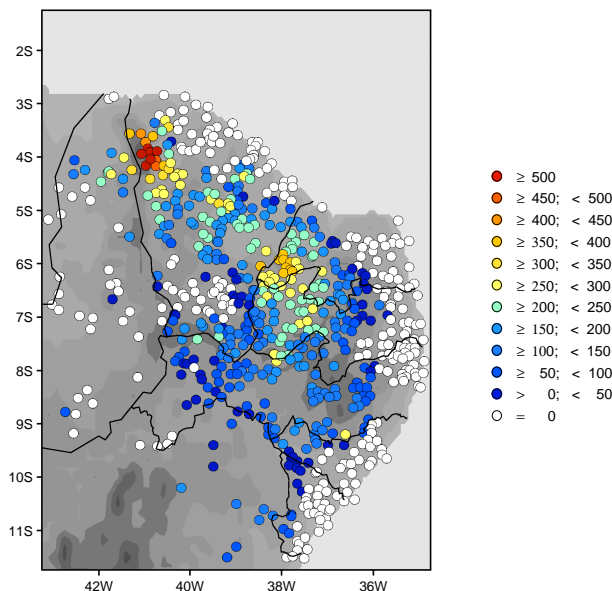 2S
3S
4S
5S
6S
7S
8S
9S
10S
11S
42W 40W 38W 36W
≥ 500
≥ 450; < 500
≥ 400; < 450
≥ 350; < 400
≥ 300; < 350
≥ 250; < 300
≥ 200; < 250
≥ 150; < 200
≥ 100; < 150
≥ 50; < 100
> 0; < 50
= 0